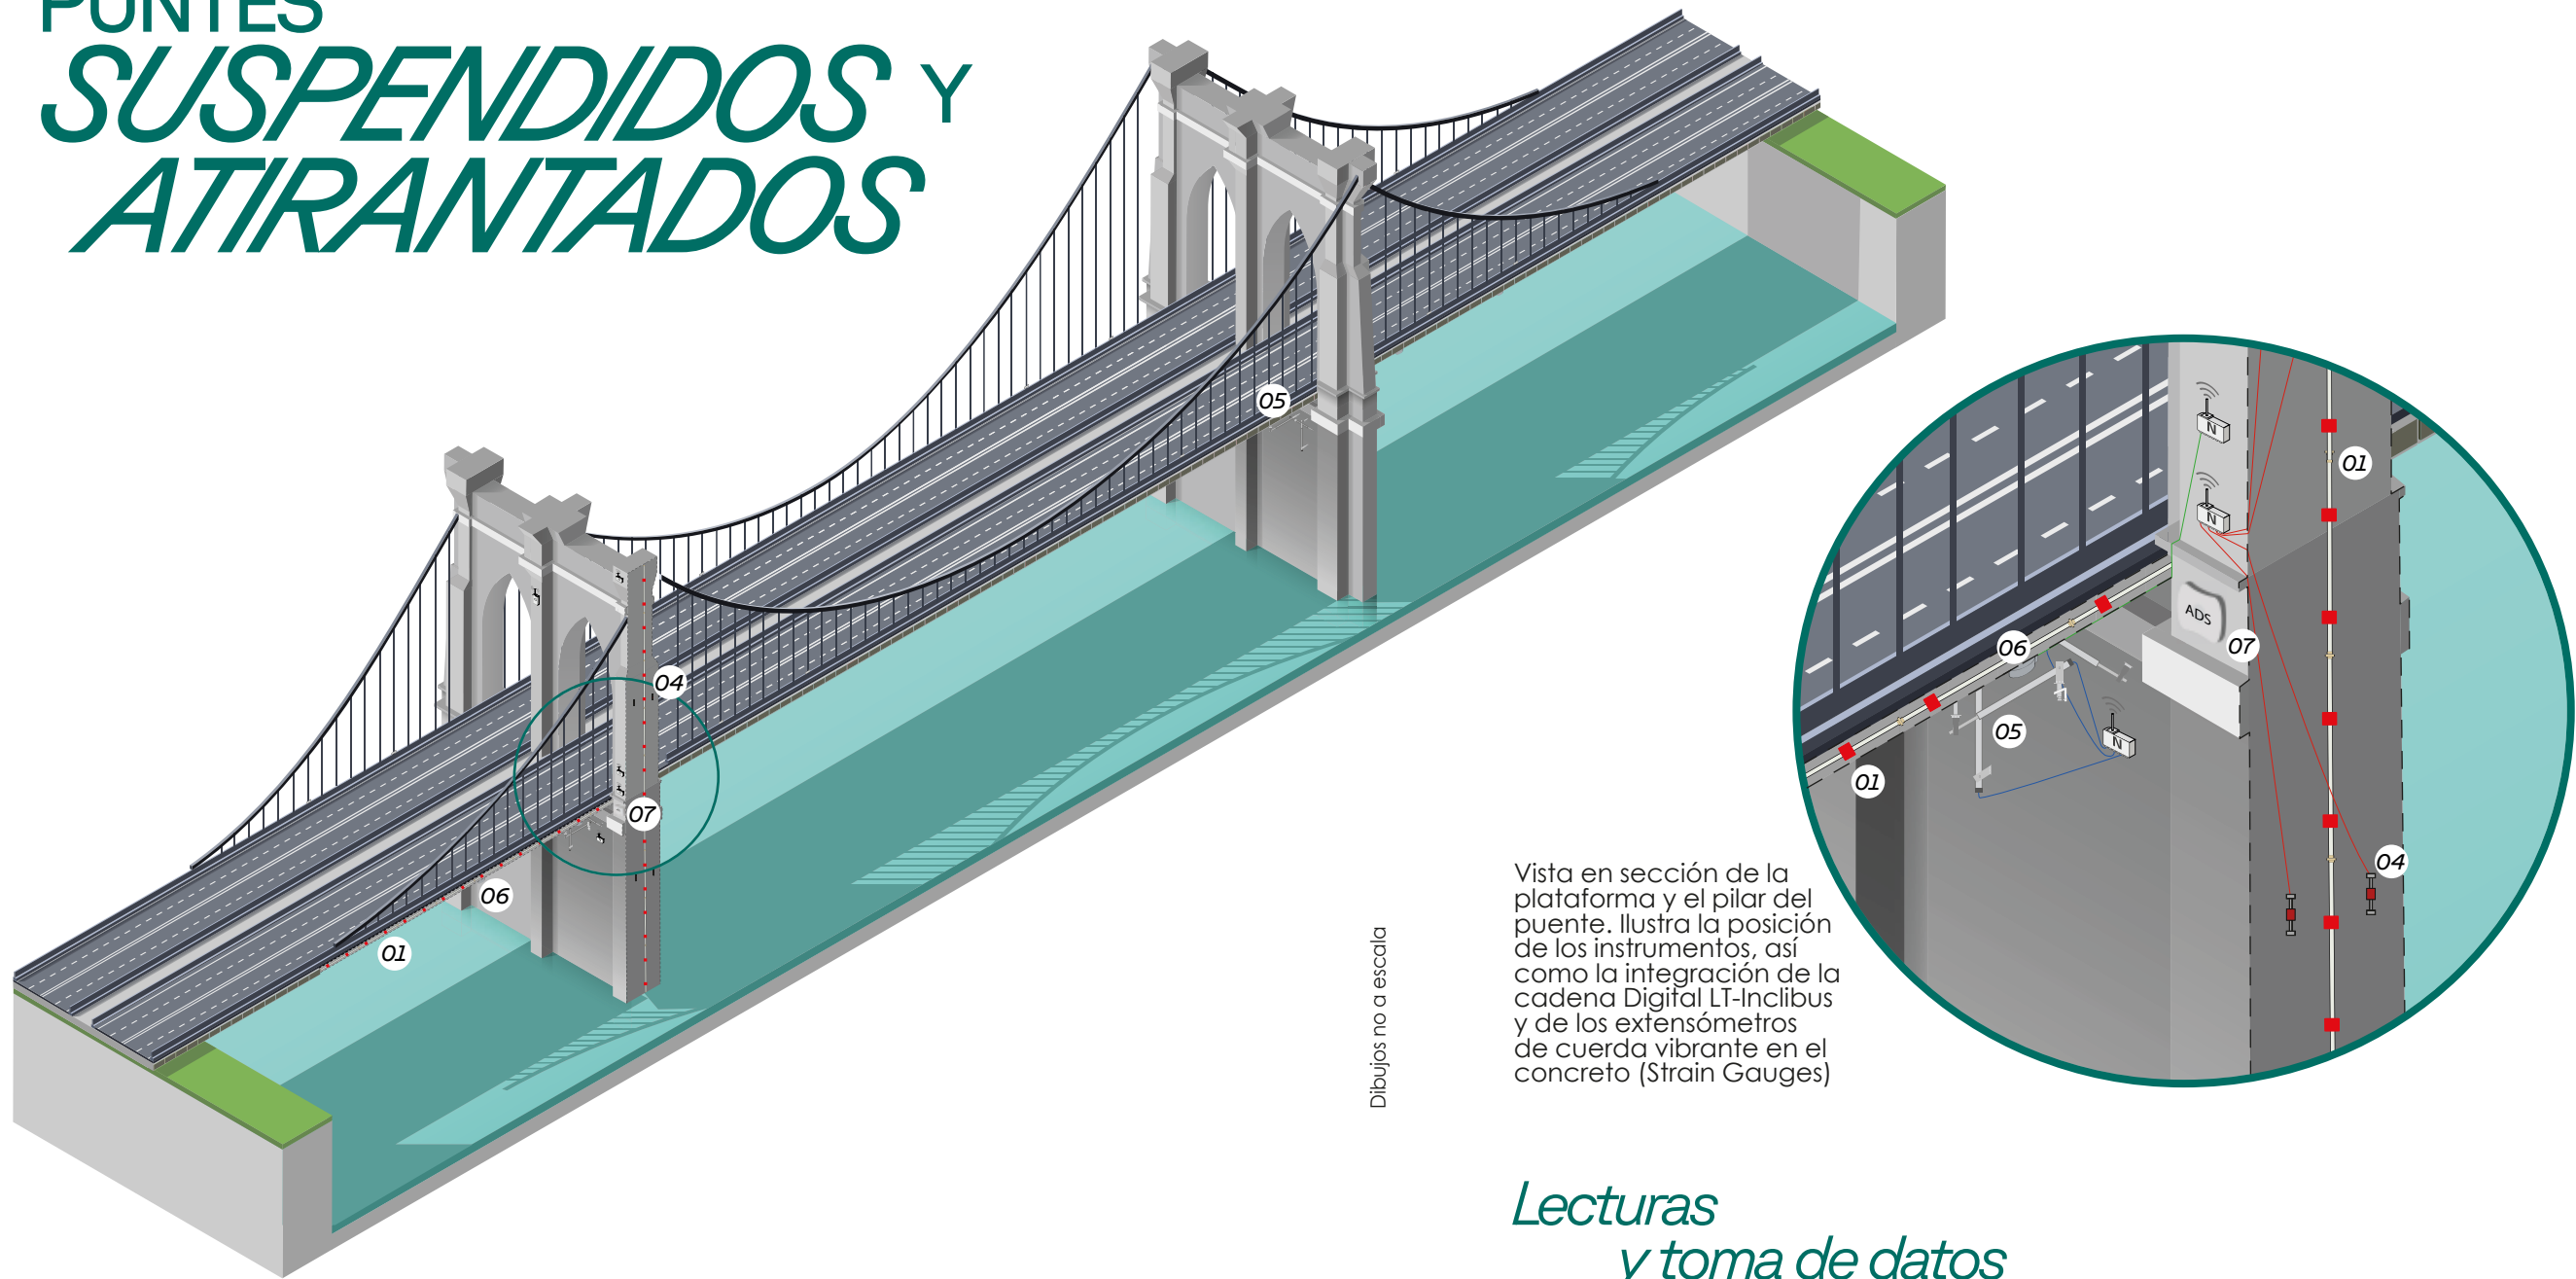 PUNTES
SUSPENDIDOS Y
ATIRANTADOS
05
04
07
06
01
N
N
01
ADS
07
06
05
N
01
04
Vista en sección de la
plataforma y el pilar del
puente. Ilustra la posición
de los instrumentos, así
como la integración de la
cadena Digital LT-Inclibus
y de los extensómetros
de cuerda vibrante en el
concreto (Strain Gauges)
Dibujos no a escala
Lecturas
y toma de datos